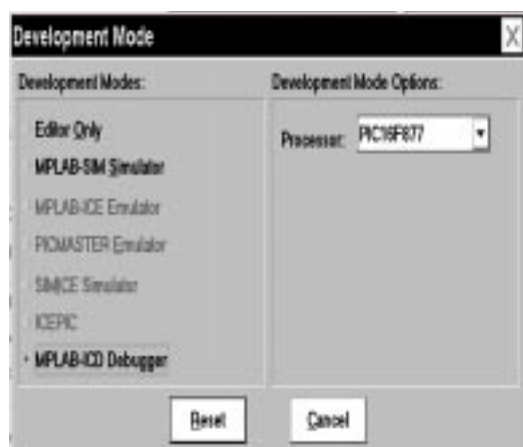 Development Mode
Development Modes:
Editor Only
MPLAB-SIM Simulator
MPLAB-ICE Emulator
PICMASTER Emulator
SIMICE Simulator
ICEPIC
MPLAB-ICD Debugger
Development Mode Options:
Processor: PIC16F877
Reset Cancel